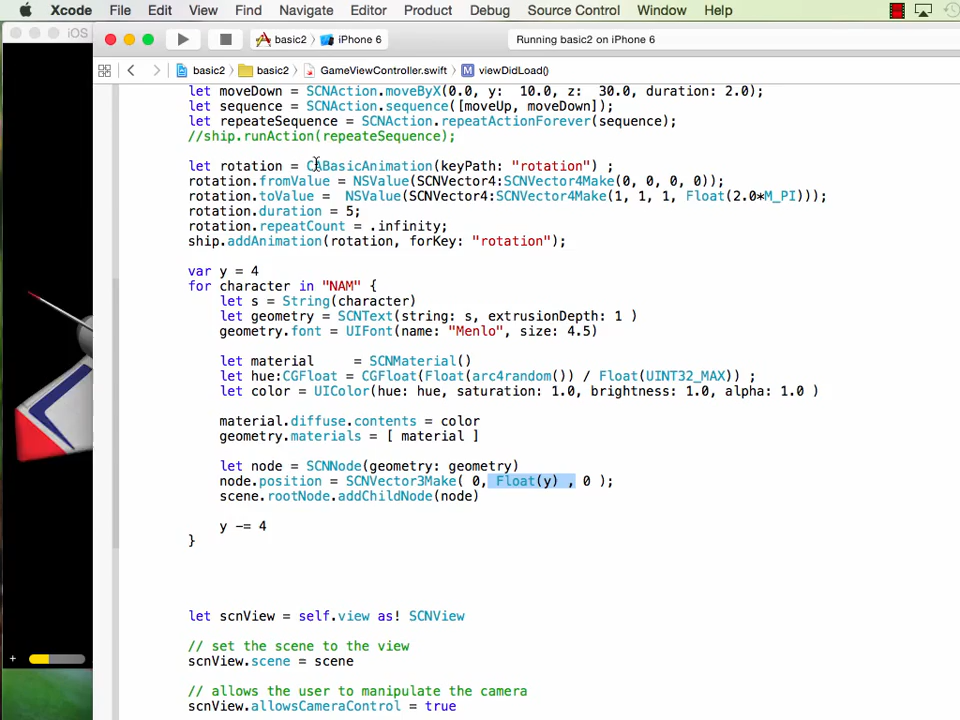 Xcode File Edit View Find Navigate Editor Product Debug Source Control Window Help
iOS
basic2 iPhone 6 Running basic2 on iPhone 6
basic2 basic2 GameViewController.swift M viewDidLoad()
let moveDown = SCNAction.moveByX(0.0, y: 10.0, z: 30.0, duration: 2.0);
let sequence = SCNAction.sequence([moveUp, moveDown]);
let repeateSequence = SCNAction.repeatActionForever(sequence);
//ship.runAction(repeateSequence);
let rotation = CABasicAnimation(keyPath: "rotation") ;
rotation.fromValue = NSValue(SCNVector4:SCNVector4Make(0, 0, 0, 0));
rotation.toValue = NSValue(SCNVector4:SCNVector4Make(1, 1, 1, Float(2.0*M_PI)));
rotation.duration = 5;
rotation.repeatCount = .infinity;
ship.addAnimation(rotation, forKey: "rotation");
var y = 4
for character in "NAM" {
let s = String(character)
let geometry = SCNText(string: s, extrusionDepth: 1 )
geometry.font = UIFont(name: "Menlo", size: 4.5)
let material = SCNMaterial()
let hue:CGFloat = CGFloat(Float(arc4random()) / Float(UINT32_MAX)) ;
let color = UIColor(hue: hue, saturation: 1.0, brightness: 1.0, alpha: 1.0 )
material.diffuse.contents = color
geometry.materials = [ material ]
let node = SCNNode(geometry: geometry)
node.position = SCNVector3Make( 0, Float(y) , 0 );
scene.rootNode.addChildNode(node)
y -= 4
}
let scnView = self.view as! SCNView
// set the scene to the view
scnView.scene = scene
// allows the user to manipulate the camera
scnView.allowsCameraControl = true